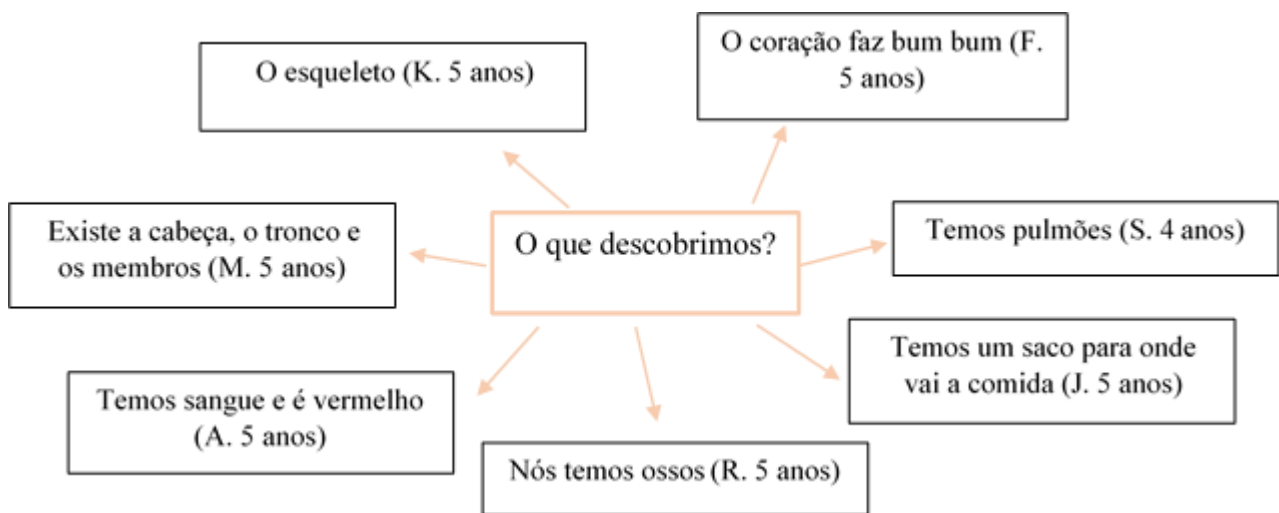 O coração faz bum bum (F.
5 anos)
O esqueleto (K. 5 anos)
Existe a cabeça, o tronco e
os membros (M. 5 anos)
O que descobrimos?
Temos pulmões (S. 4 anos)
Temos um saco para onde
vai a comida (J. 5 anos)
Temos sangue e é vermelho
(A. 5 anos)
Nós temos ossos (R. 5 anos)